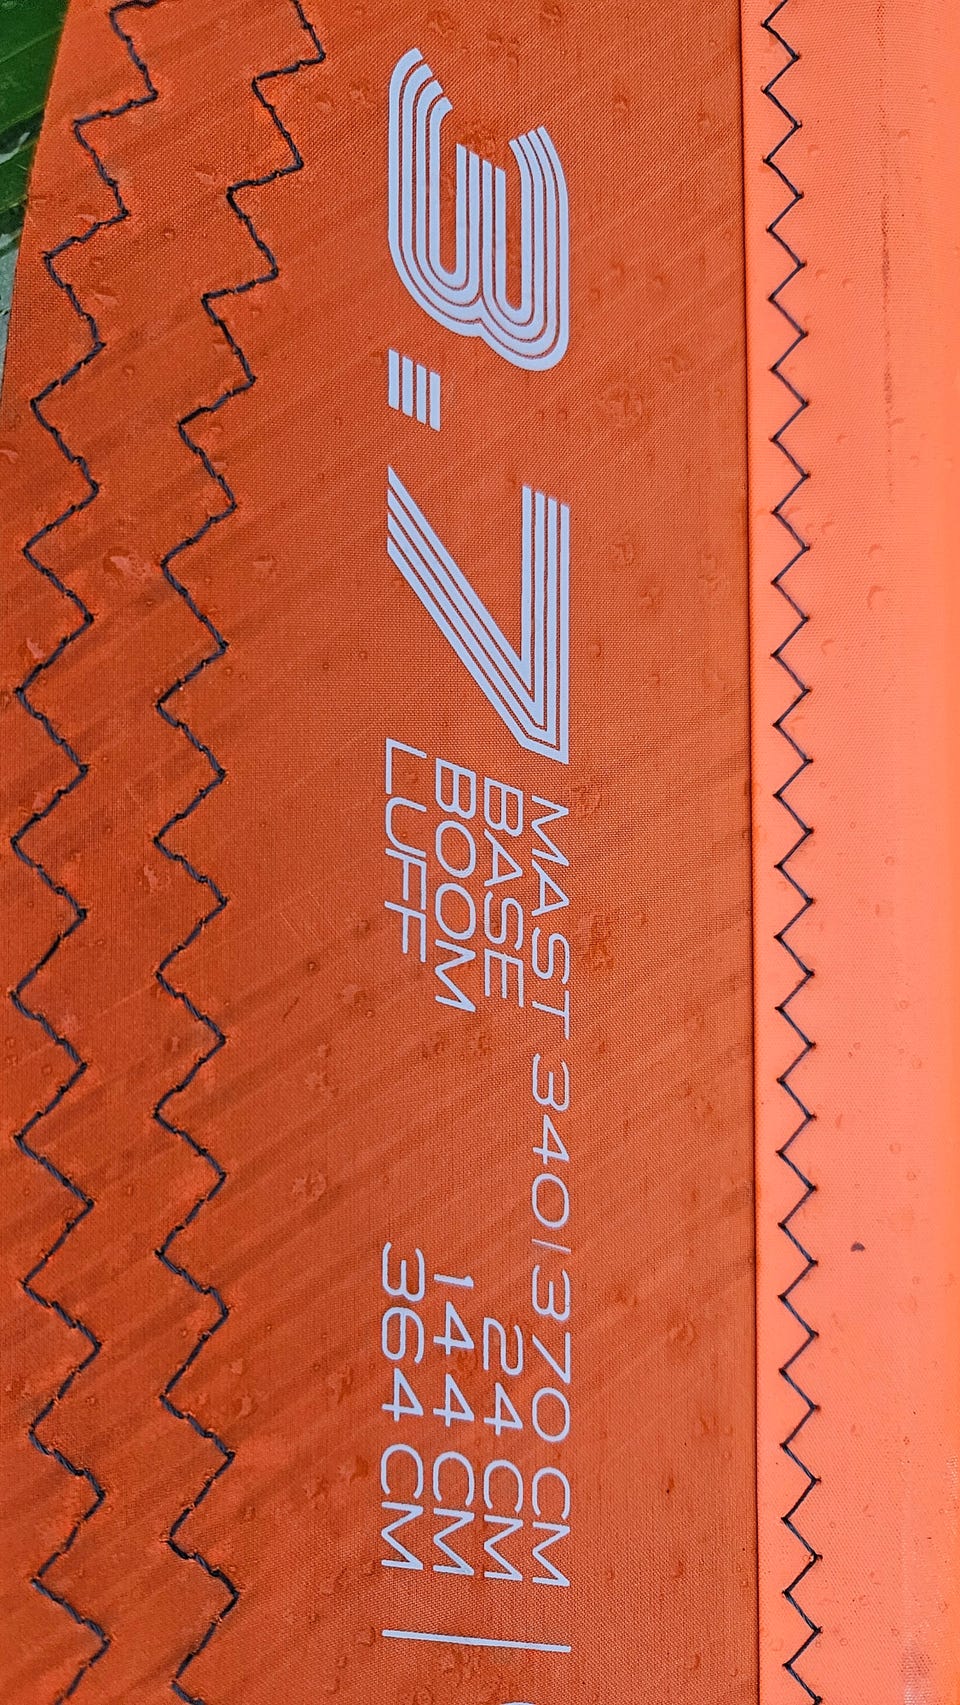 3.7
MAST 340|370 CM
BASE 24 CM
BOOM 144 CM
LUFF 364 CM